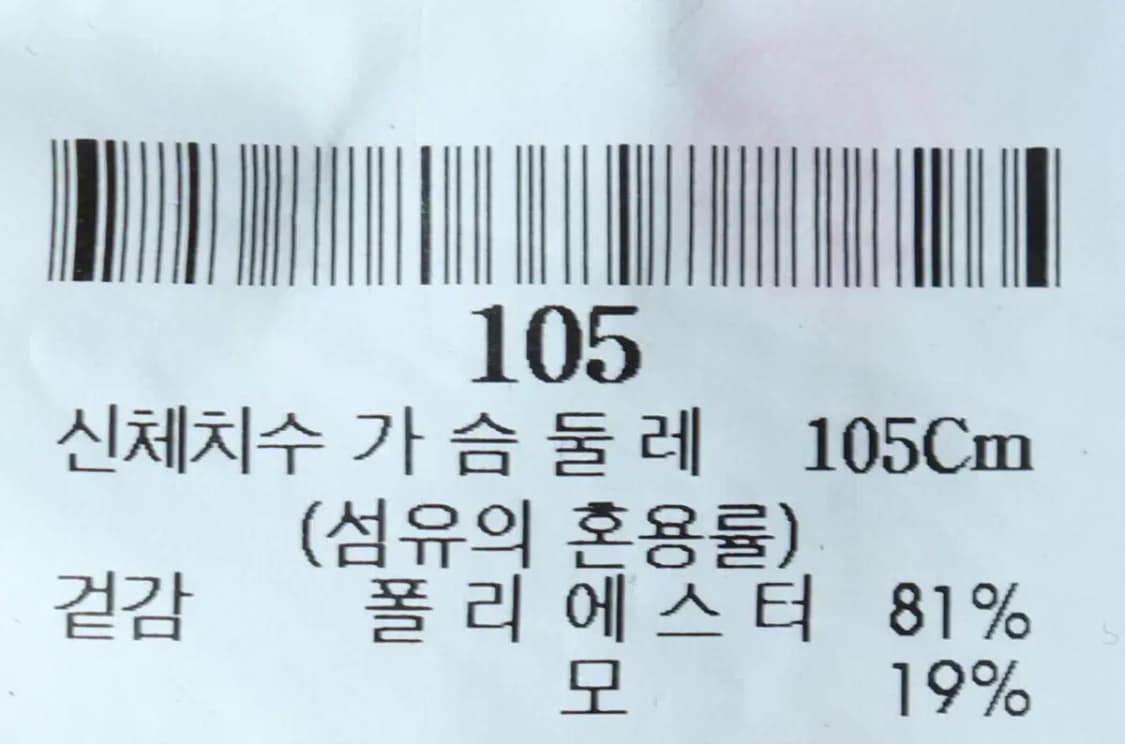 105
신체치수 가 슴 둘 레 105Cm
(섬유의 혼용률)
겉감 폴 리 에 스 터 81%
모 19%